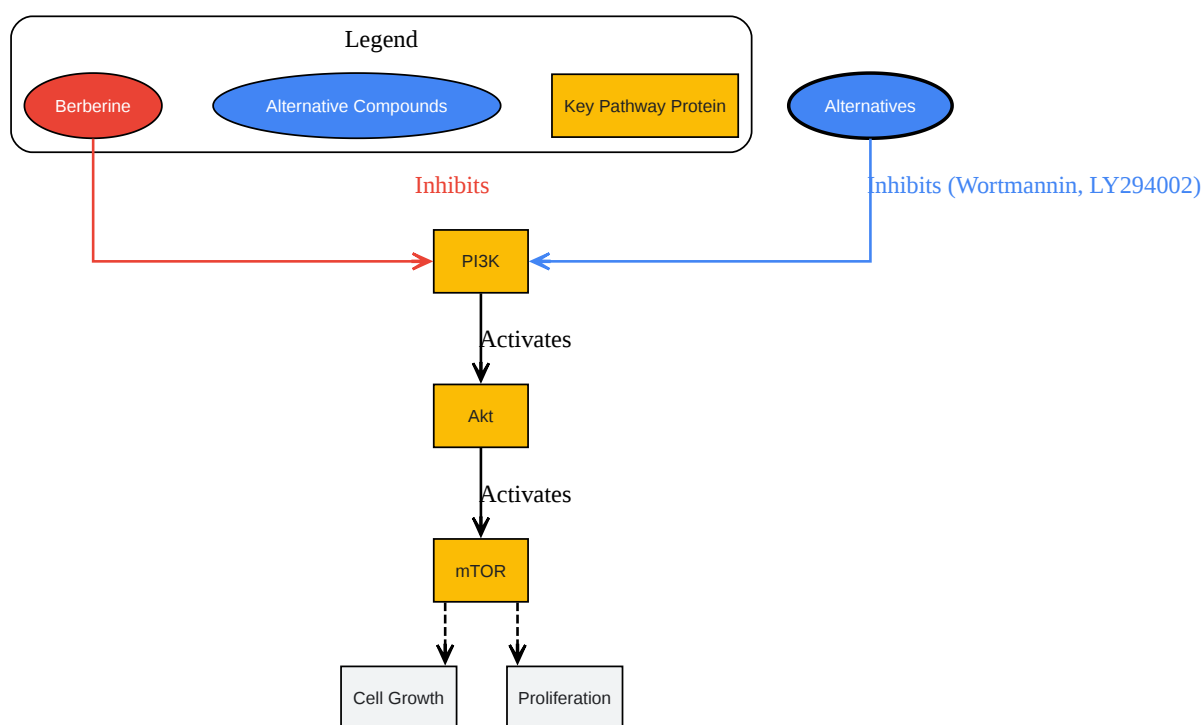 Legend
Berberine
Alternative Compounds
Key Pathway Protein
Alternatives
Inhibits
Inhibits (Wortmannin, LY294002)
PI3K
Activates
Akt
Activates
mTOR
Cell Growth
Proliferation